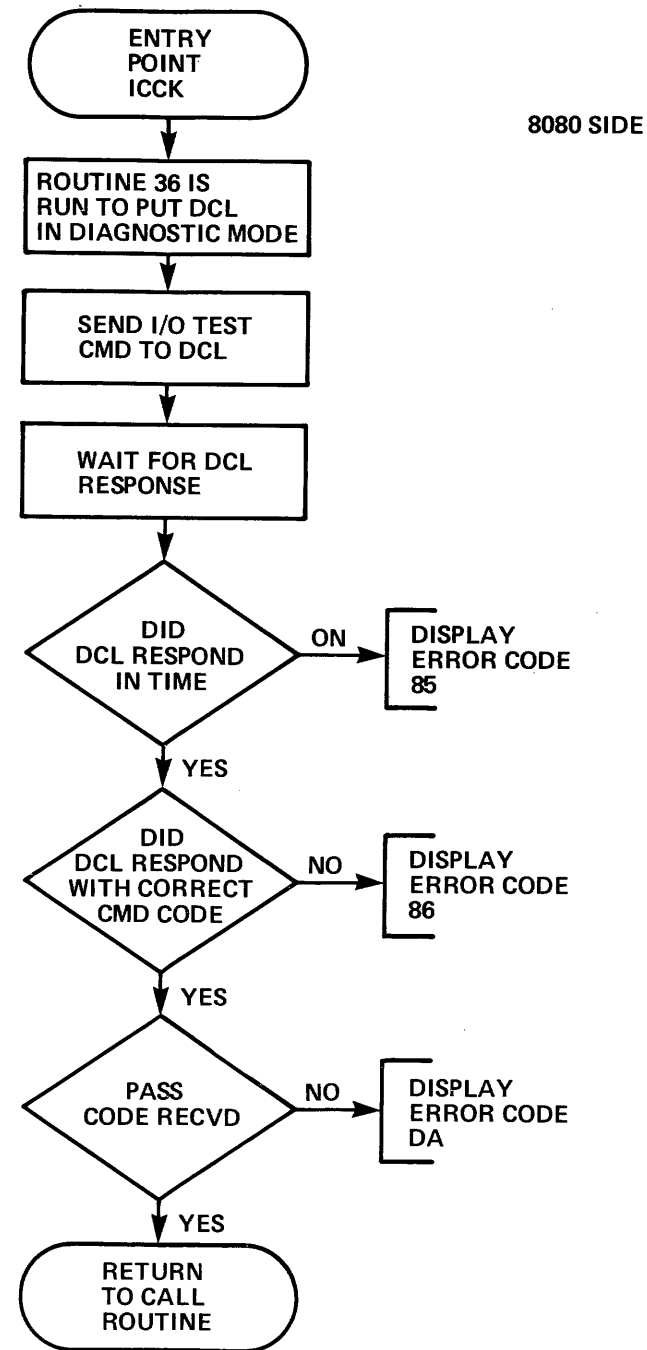 ENTRY
POINT
ICCK
8080 SIDE
ROUTINE 36 IS
RUN TO PUT DCL
IN DIAGNOSTIC MODE
SEND I/O TEST
CMD TO DCL
WAIT FOR DCL
RESPONSE
DID
DCL RESPOND
IN TIME
ON
DISPLAY
ERROR CODE
85
YES
DID
DCL RESPOND
WITH CORRECT
CMD CODE
NO
DISPLAY
ERROR CODE
86
YES
PASS
CODE RECVD
NO
DISPLAY
ERROR CODE
DA
YES
RETURN
TO CALL
ROUTINE